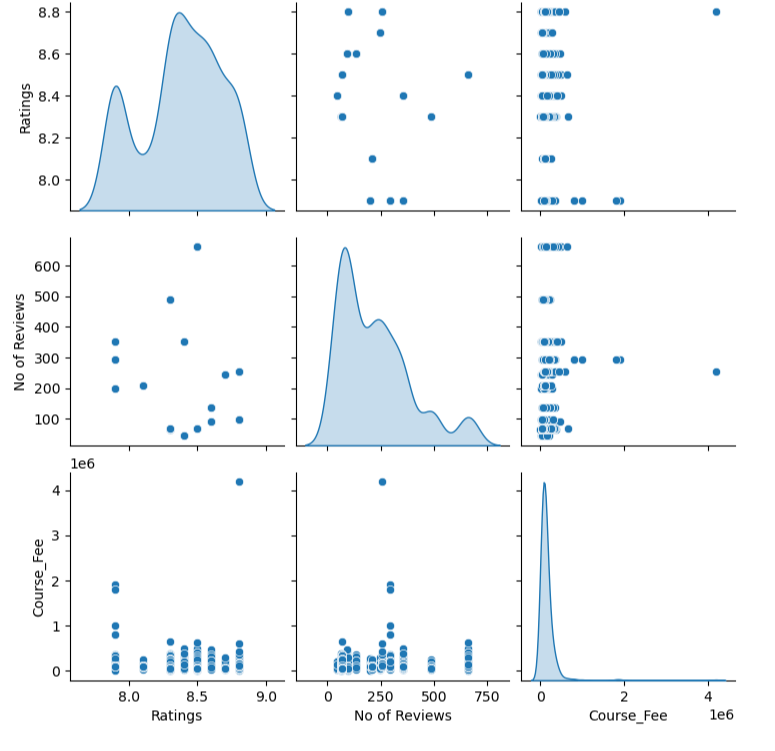 8.8
8.6
8.4
8.2
8.0
Ratings
600
500
400
300
200
100
No of Reviews
1e6
4
3
2
1
0
Course_Fee
8.0 8.5 9.0
Ratings
0 250 500 750
No of Reviews
0 2 4
1e6
Course_Fee